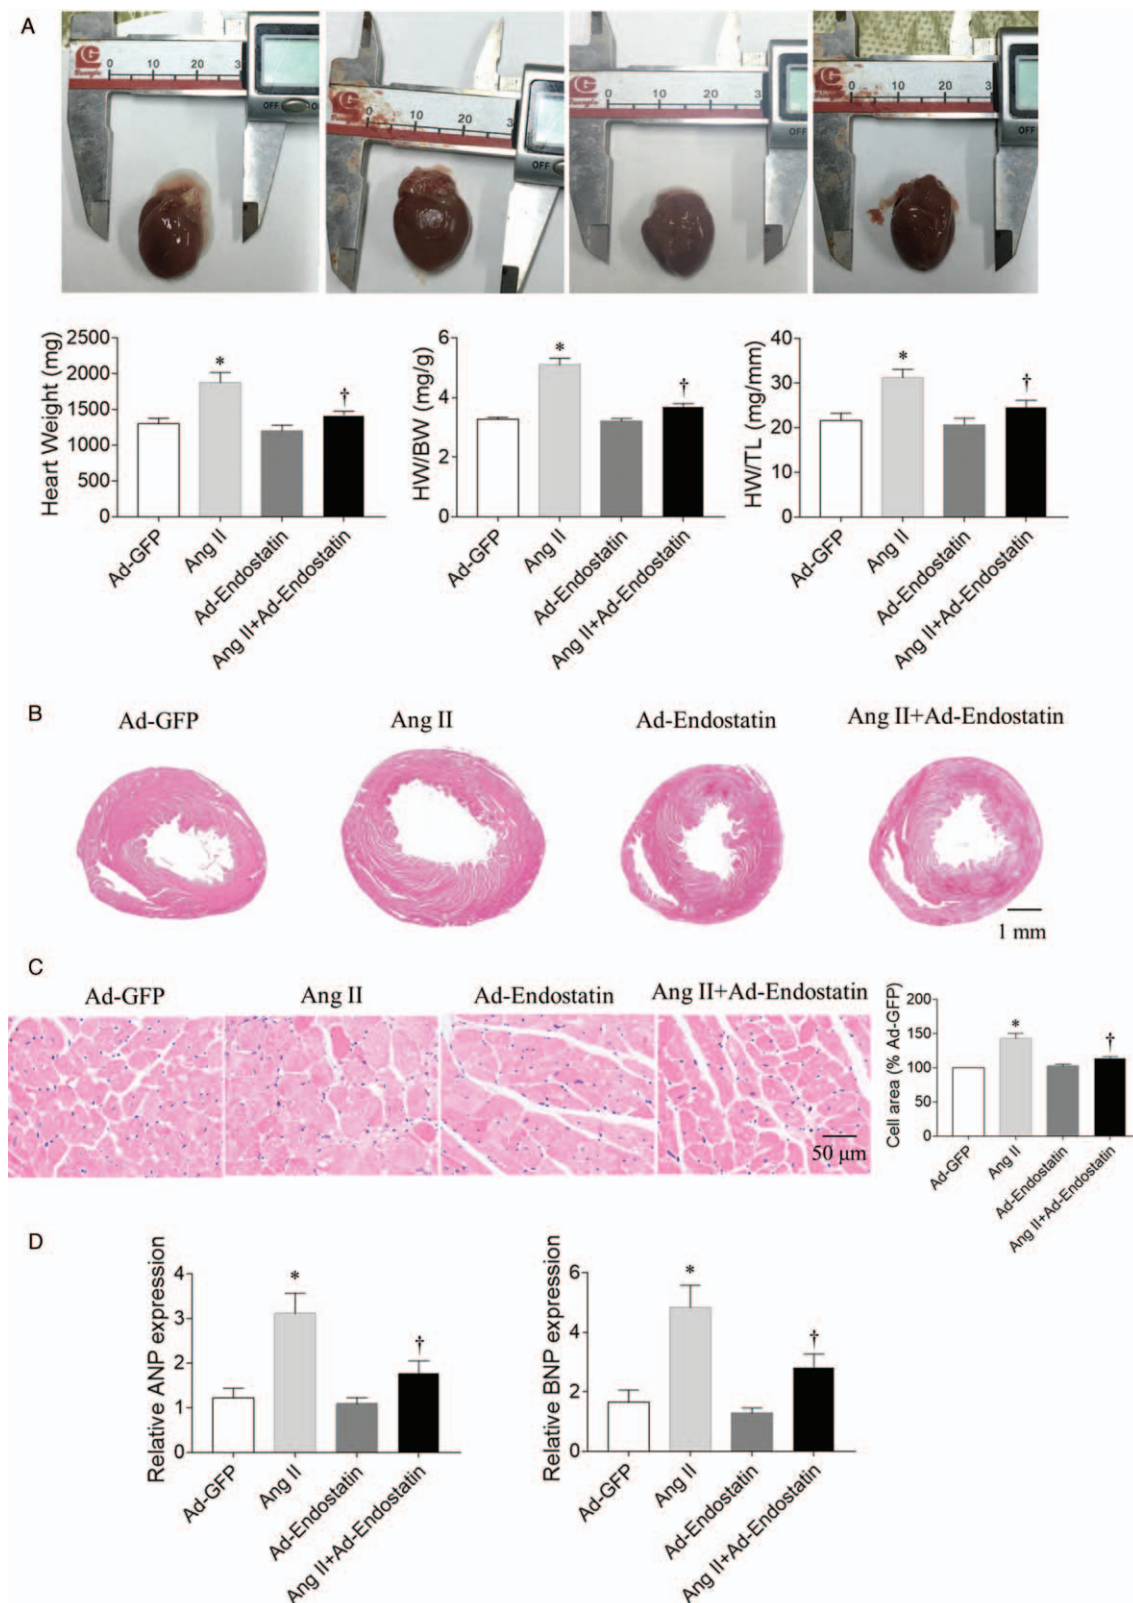 A
G
0 10 20 3
OFF
G
0 10 20 3
OFF
G
0 10 20 30
OFF
G
0 10 20 3
OFF
Heart Weight (mg)
2500
2000
1500
1000
500
0
*
†
Ad-GFP
Ang II
Ad-Endostatin
Ang II+Ad-Endostatin
HW/BW (mg/g)
6
4
2
0
*
†
Ad-GFP
Ang II
Ad-Endostatin
Ang II+Ad-Endostatin
HW/TL (mg/mm)
40
30
20
10
0
*
†
Ad-GFP
Ang II
Ad-Endostatin
Ang II+Ad-Endostatin
B
Ad-GFP Ang II Ad-Endostatin Ang II+Ad-Endostatin
1 mm
C
Ad-GFP Ang II Ad-Endostatin Ang II+Ad-Endostatin
50 μm
Cell area (% Ad-GFP)
200
150
100
50
0
*
†
Ad-GFP
Ang II
Ad-Endostatin
Ang II+Ad-Endostatin
D
Relative ANP expression
4
3
2
1
0
*
†
Ad-GFP
Ang II
Ad-Endostatin
Ang II+Ad-Endostatin
Relative BNP expression
6
4
2
0
*
†
Ad-GFP
Ang II
Ad-Endostatin
Ang II+Ad-Endostatin